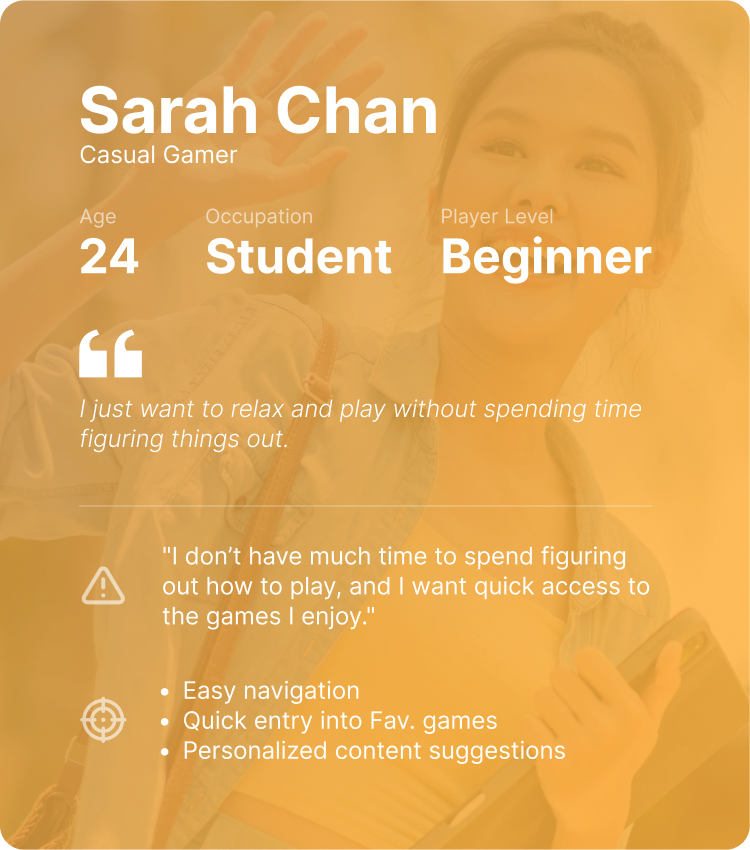 Sarah Chan
Casual Gamer
Age Occupation Player Level
24 Student Beginner
I just want to relax and play without spending time
figuring things out.
"I don’t have much time to spend figuring
out how to play, and I want quick access to
the games I enjoy."
• Easy navigation
• Quick entry into Fav. games
• Personalized content suggestions